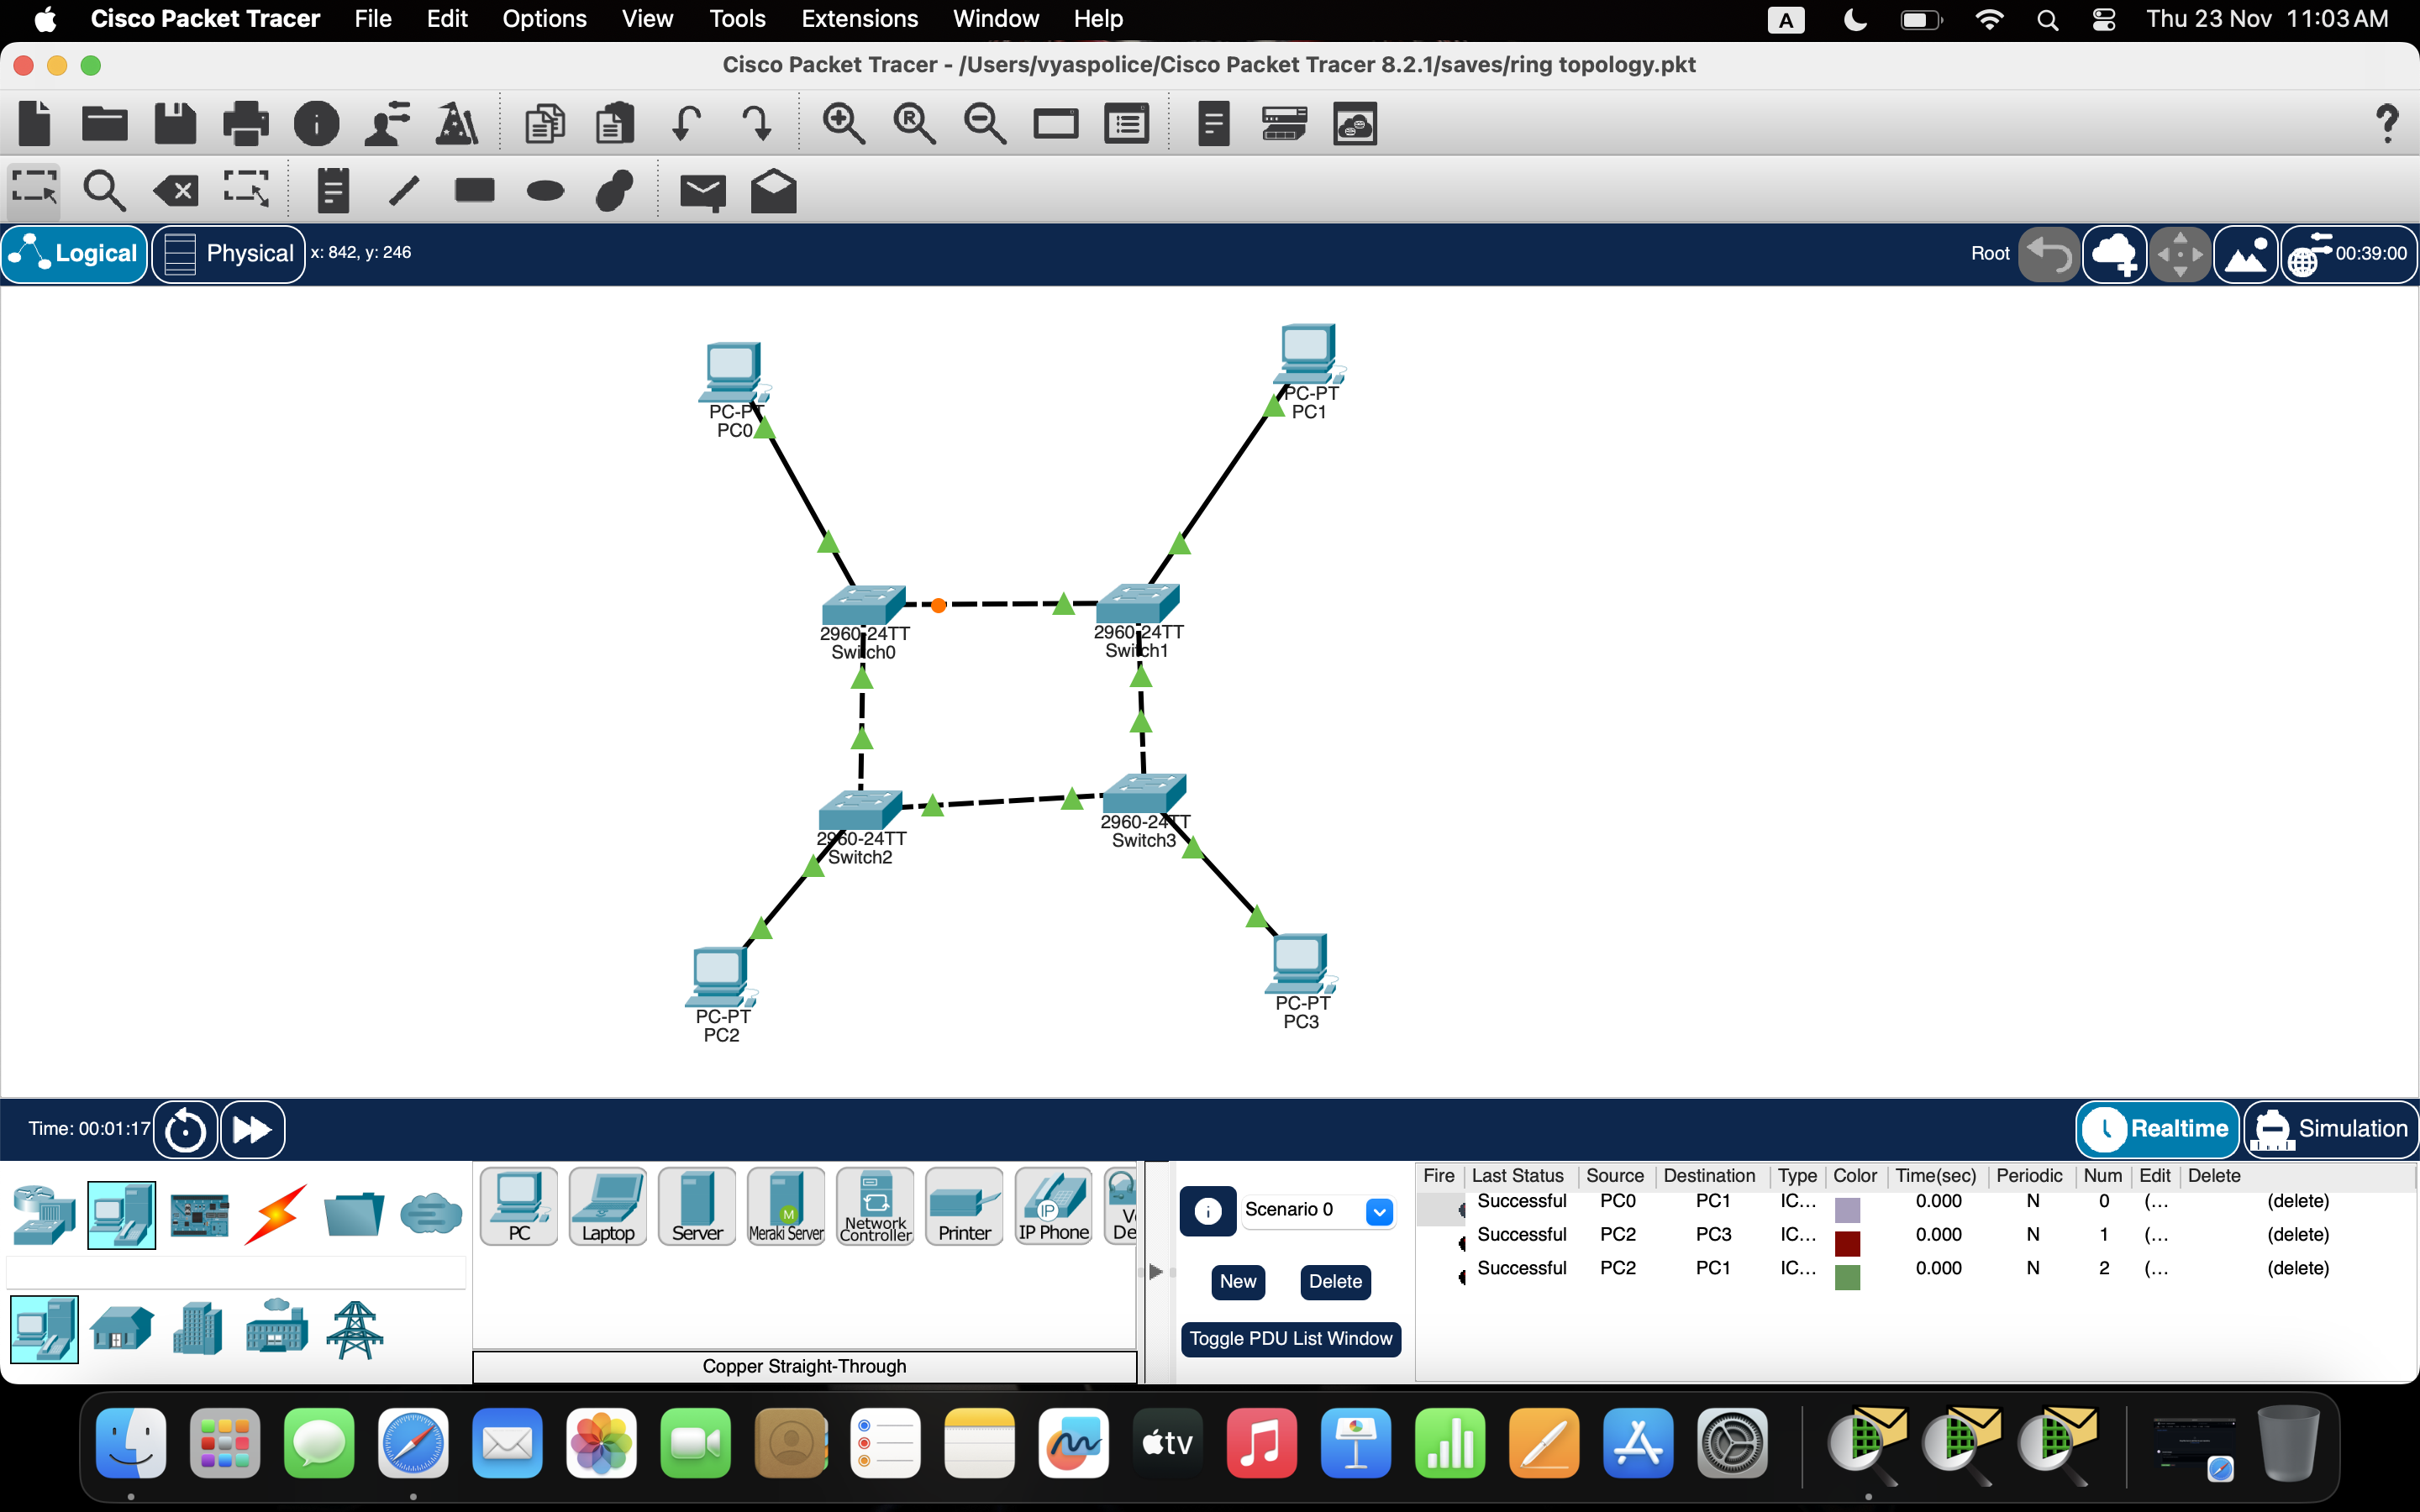 Cisco Packet Tracer File Edit Options View Tools Extensions Window Help A Thu 23 Nov 11:03 AM
Cisco Packet Tracer - /Users/vyaspolice/Cisco Packet Tracer 8.2.1/saves/ring topology.pkt
Logical Physical x: 842, y: 246 Root 00:39:00
PC-PT
PC0
PC-PT
PC1
2960-24TT
Switch0
2960-24TT
Switch1
2960-24TT
Switch2
2960-24TT
Switch3
PC-PT
PC2
PC-PT
PC3
Time: 00:01:17 Realtime Simulation
PC Laptop Server Meraki Server Network Controller Printer IP Phone
Copper Straight-Through
Scenario 0
New Delete
Toggle PDU List Window
Fire Last Status Source Destination Type Color Time(sec) Periodic Num Edit Delete
Successful PC0 PC1 IC... 0.000 N 0 (... (delete)
Successful PC2 PC3 IC... 0.000 N 1 (... (delete)
Successful PC2 PC1 IC... 0.000 N 2 (... (delete)
tv